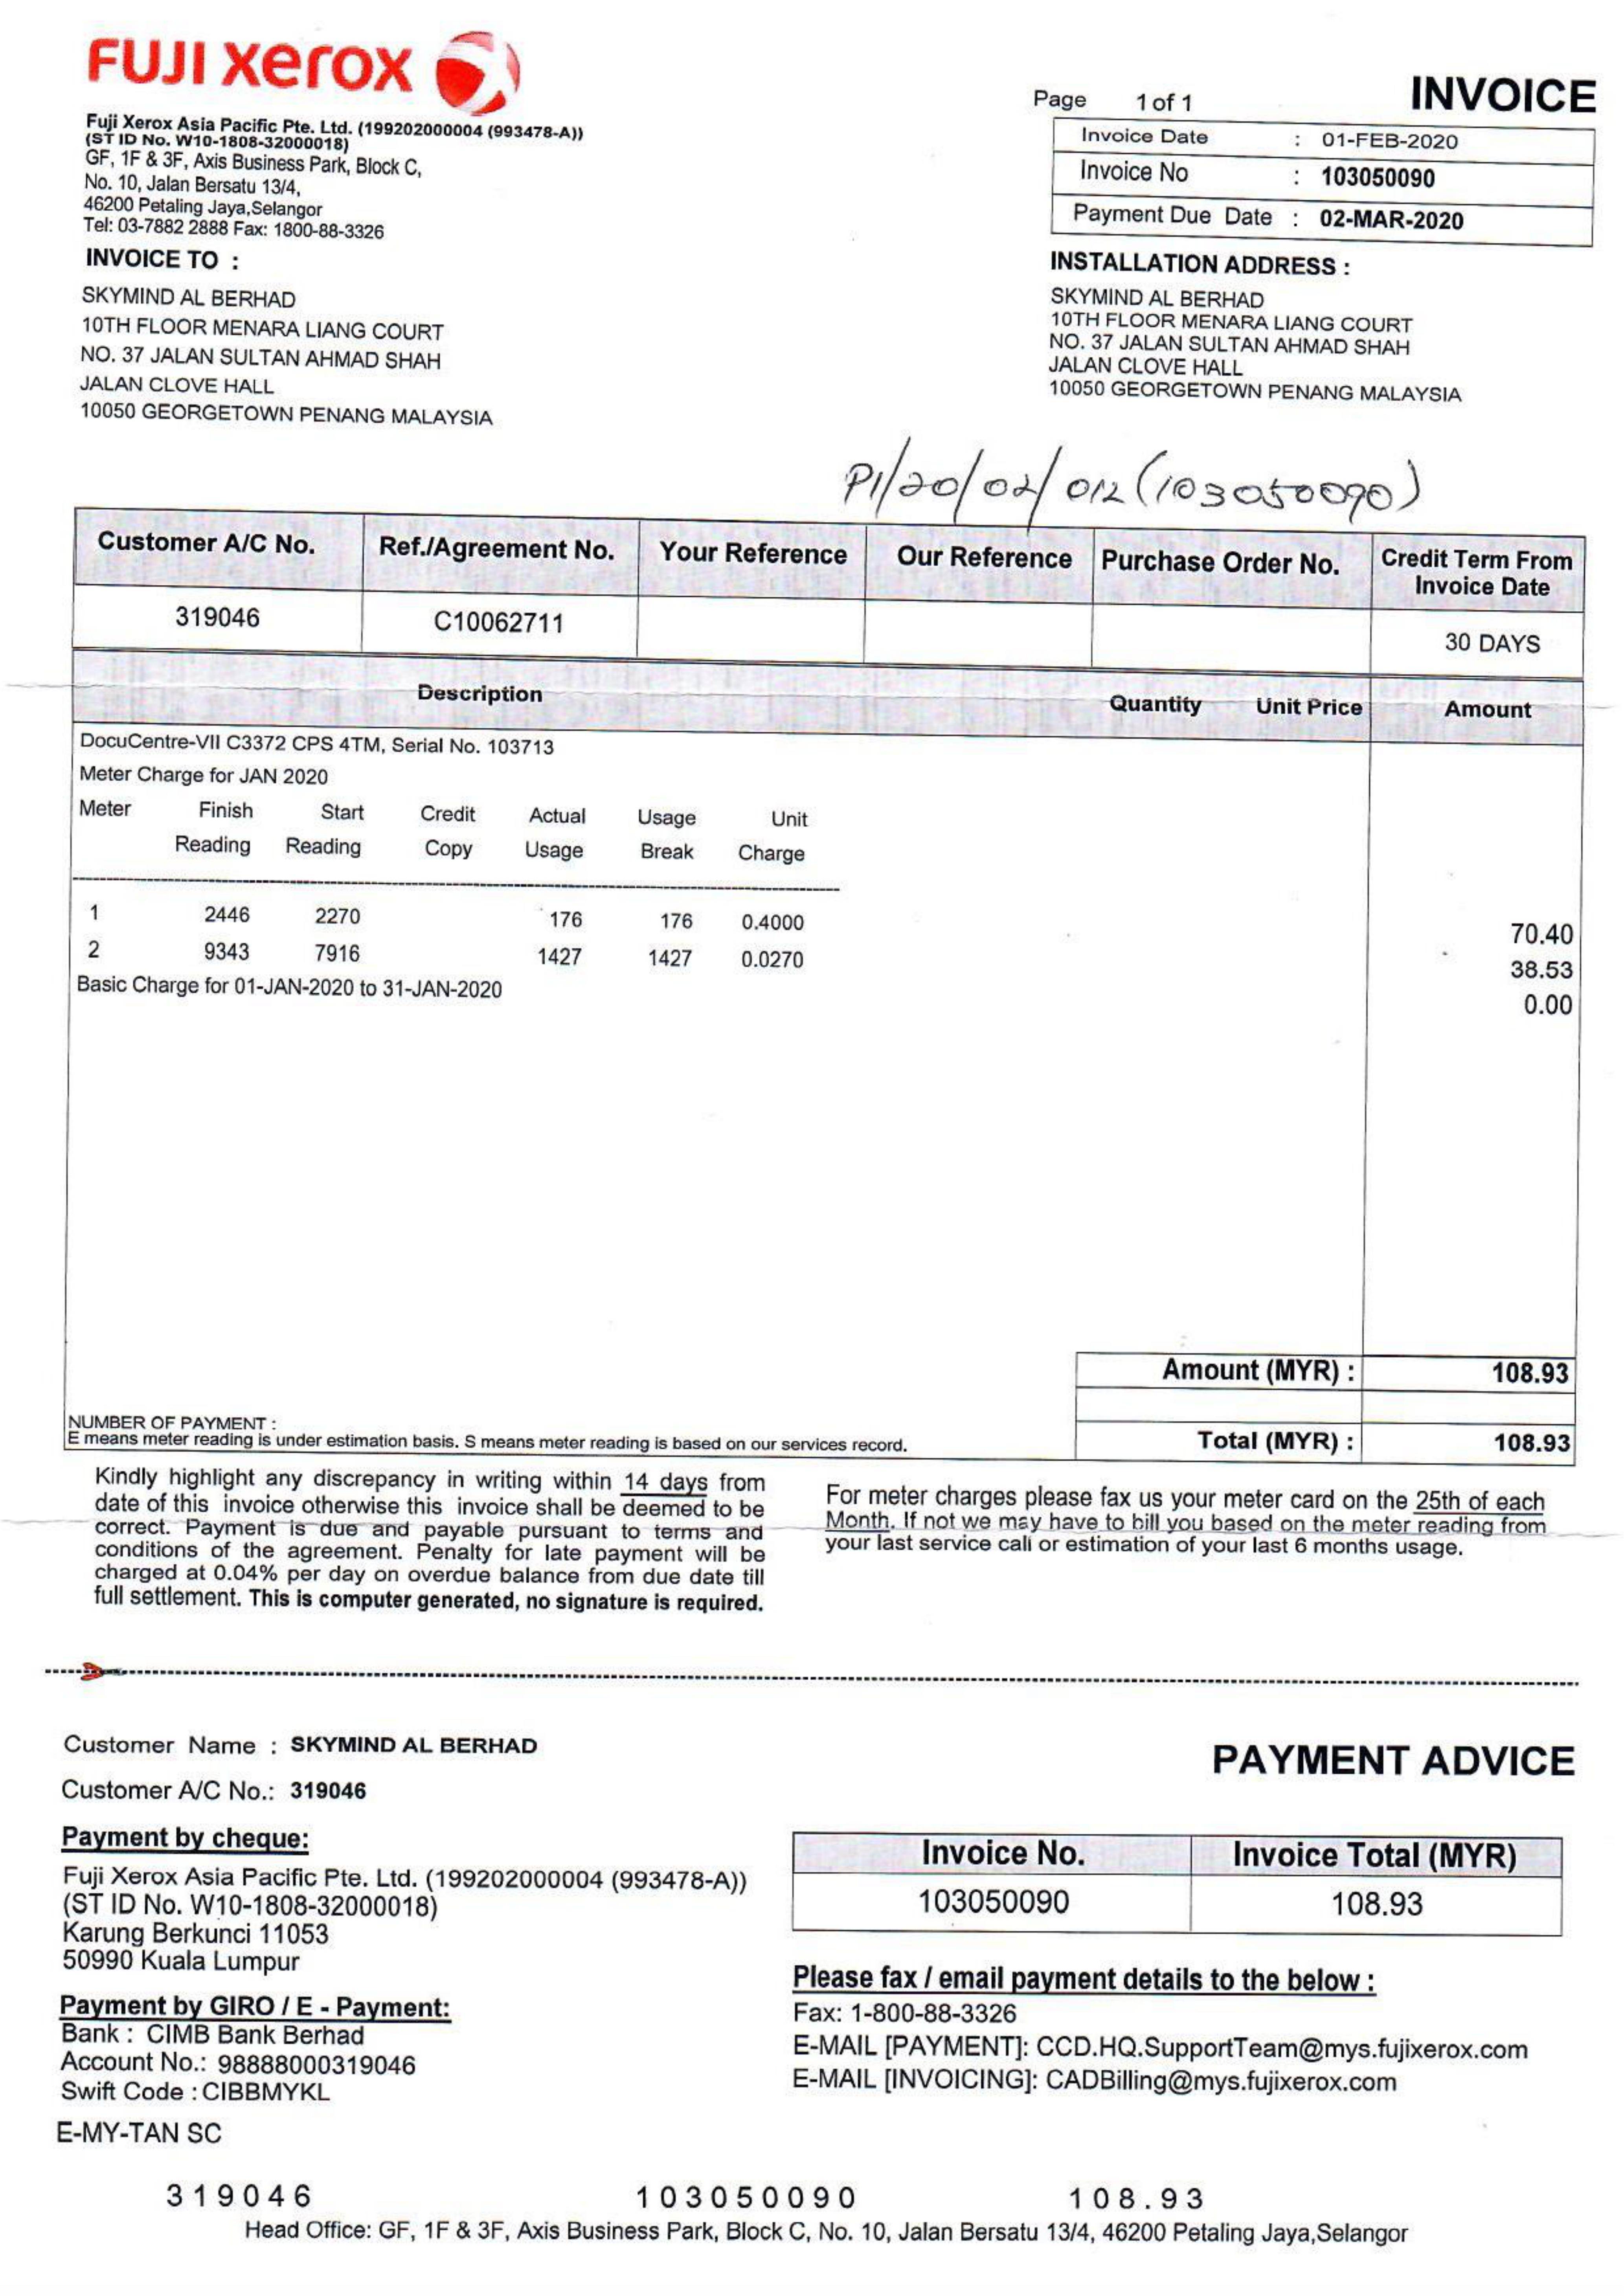 FUJI xerox
Fuji Xerox Asia Pacific Pte. Ltd. (199202000004 (993478-A))
(ST ID No. W10-1808-32000018)
GF, 1F & 3F, Axis Business Park, Block C,
No. 10, Jalan Bersatu 13/4,
46200 Petaling Jaya,Selangor
Tel: 03-7882 2888 Fax: 1800-88-3326
Page 1 of 1
INVOICE
Invoice Date : 01-FEB-2020
Invoice No : 103050090
Payment Due Date : 02-MAR-2020
INVOICE TO :
SKYMIND AL BERHAD
10TH FLOOR MENARA LIANG COURT
NO. 37 JALAN SULTAN AHMAD SHAH
JALAN CLOVE HALL
10050 GEORGETOWN PENANG MALAYSIA
INSTALLATION ADDRESS :
SKYMIND AL BERHAD
10TH FLOOR MENARA LIANG COURT
NO. 37 JALAN SULTAN AHMAD SHAH
JALAN CLOVE HALL
10050 GEORGETOWN PENANG MALAYSIA
PI/20/02/012 (103050090)
Customer A/C No. Ref./Agreement No. Your Reference Our Reference Purchase Order No. Credit Term From
Invoice Date
319046 C10062711 30 DAYS
Description Quantity Unit Price Amount
DocuCentre-VII C3372 CPS 4TM, Serial No. 103713
Meter Charge for JAN 2020
Meter Finish Start Credit Actual Usage Unit
Reading Reading Copy Usage Break Charge
1 2446 2270 176 176 0.4000 70.40
2 9343 7916 1427 1427 0.0270 38.53
Basic Charge for 01-JAN-2020 to 31-JAN-2020 0.00
Amount (MYR) : 108.93
NUMBER OF PAYMENT :
E means meter reading is under estimation basis. S means meter reading is based on our services record.
Total (MYR) : 108.93
Kindly highlight any discrepancy in writing within 14 days from
date of this invoice otherwise this invoice shall be deemed to be
correct. Payment is due and payable pursuant to terms and
conditions of the agreement. Penalty for late payment will be
charged at 0.04% per day on overdue balance from due date till
full settlement. This is computer generated, no signature is required.
For meter charges please fax us your meter card on the 25th of each
Month. If not we may have to bill you based on the meter reading from
your last service call or estimation of your last 6 months usage.
Customer Name : SKYMIND AL BERHAD
Customer A/C No.: 319046
PAYMENT ADVICE
Payment by cheque:
Fuji Xerox Asia Pacific Pte. Ltd. (199202000004 (993478-A))
(ST ID No. W10-1808-32000018)
Karung Berkunci 11053
50990 Kuala Lumpur
Payment by GIRO / E - Payment:
Bank : CIMB Bank Berhad
Account No.: 98888000319046
Swift Code : CIBBMYKL
E-MY-TAN SC
Invoice No. Invoice Total (MYR)
103050090 108.93
Please fax / email payment details to the below :
Fax: 1-800-88-3326
E-MAIL [PAYMENT]: CCD.HQ.SupportTeam@mys.fujixerox.com
E-MAIL [INVOICING]: CADBilling@mys.fujixerox.com
319046 103050090 108.93
Head Office: GF, 1F & 3F, Axis Business Park, Block C, No. 10, Jalan Bersatu 13/4, 46200 Petaling Jaya,Selangor